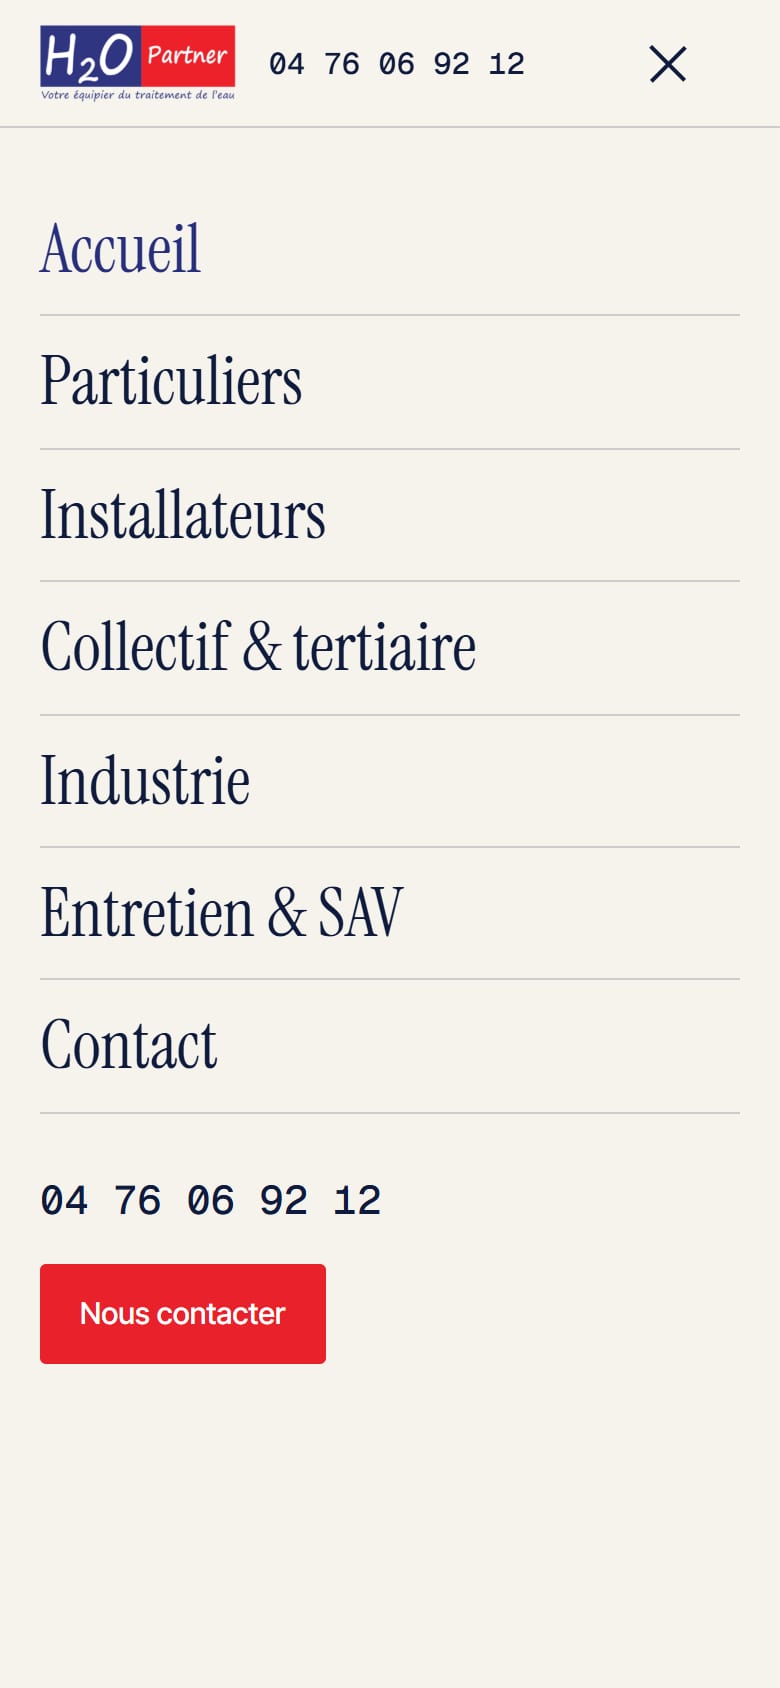 H2O Partner
Votre équipier du traitement de l'eau
04 76 06 92 12
Accueil
Particuliers
Installateurs
Collectif & tertiaire
Industrie
Entretien & SAV
Contact
04 76 06 92 12
Nous contacter